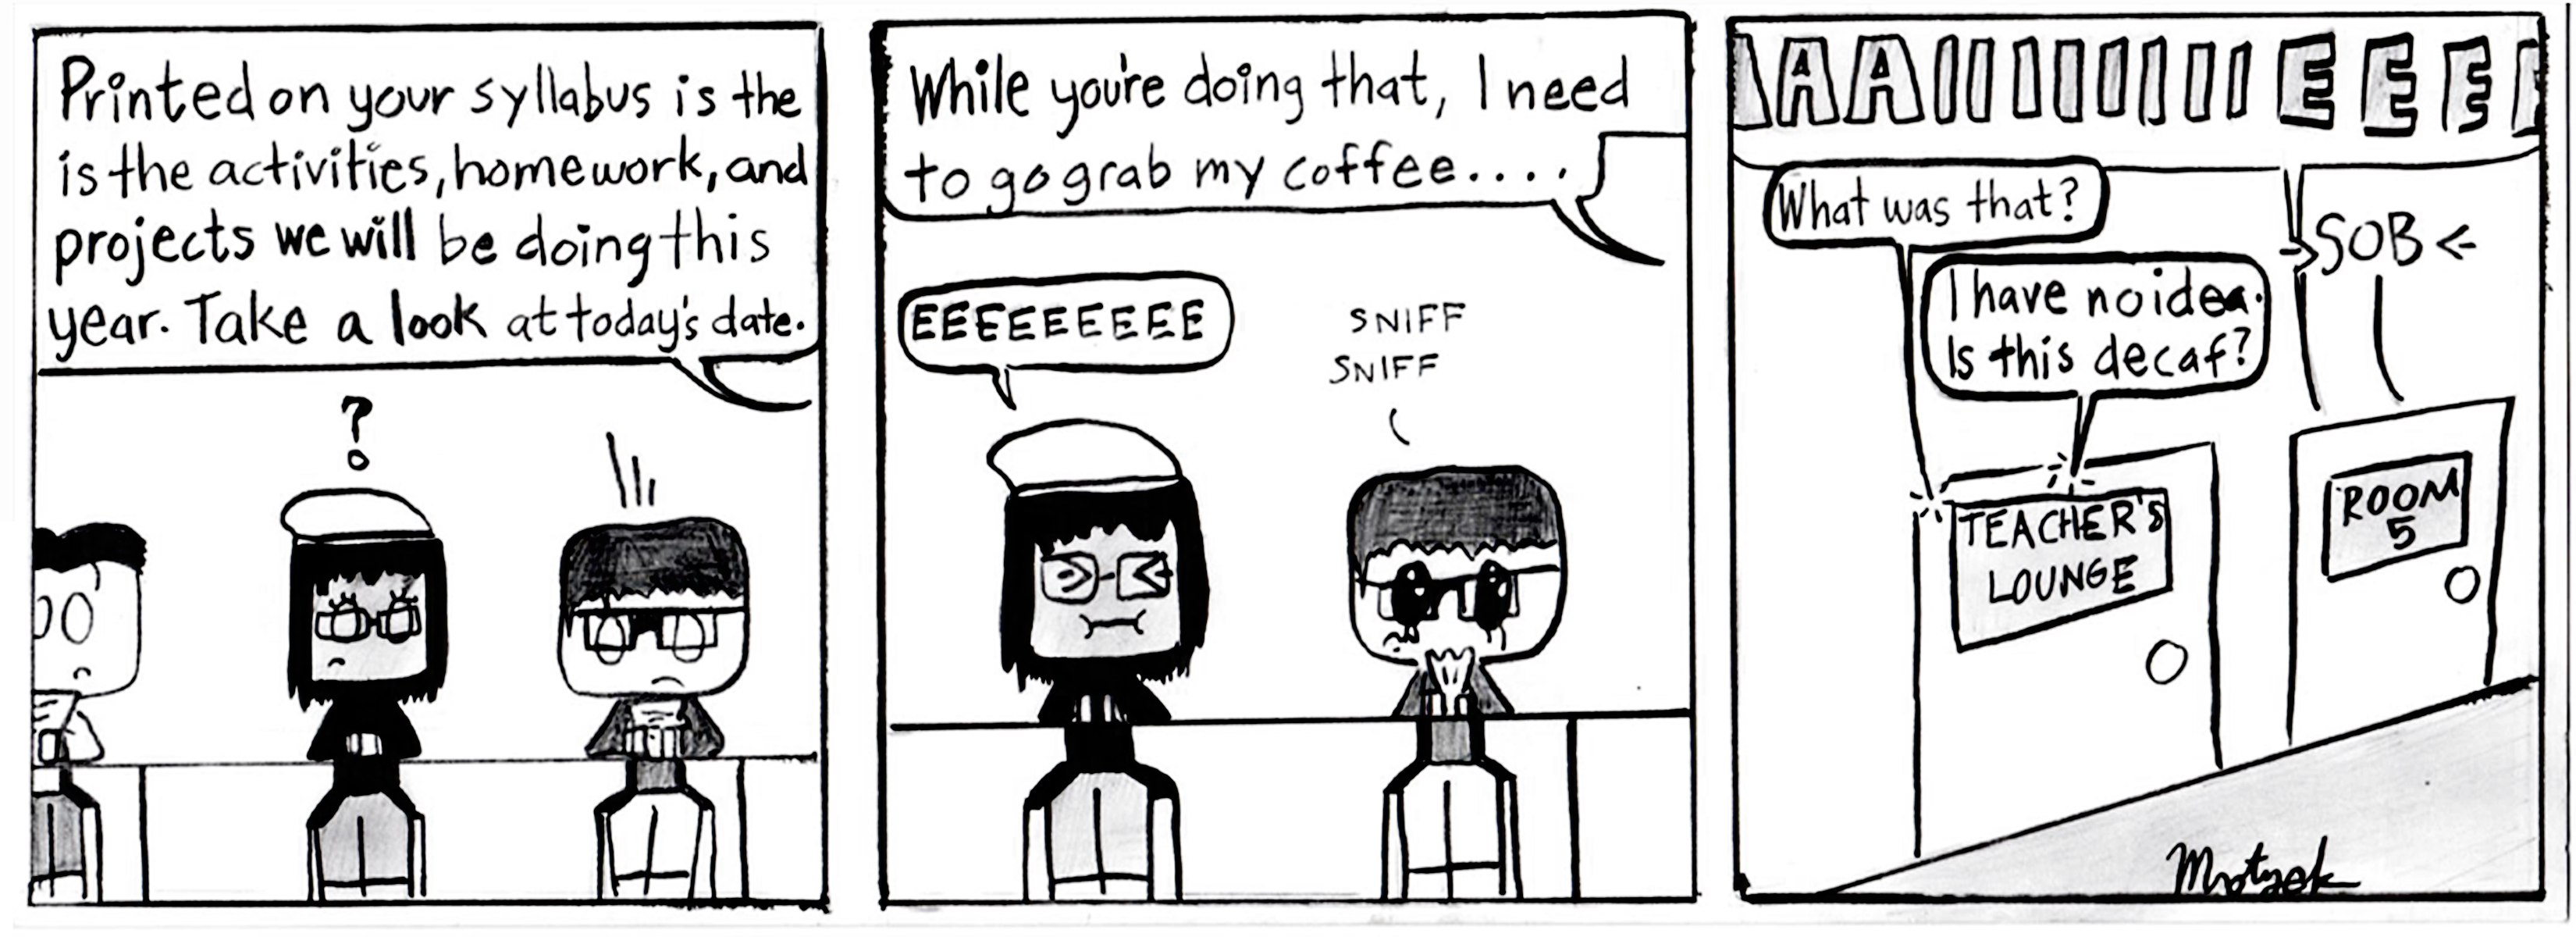 Printed on your syllabus is the
is the activities, homework, and
projects we will be doing this
year. Take a look at today's date.
?
While you're doing that, I need
to go grab my coffee....
EEEEEEEEE
SNIFF
SNIFF
AAAIIIIIIIIEEEE
What was that?
I have no idea.
Is this decaf?
SOB
TEACHER'S
LOUNGE
ROOM
5
Mrotzek